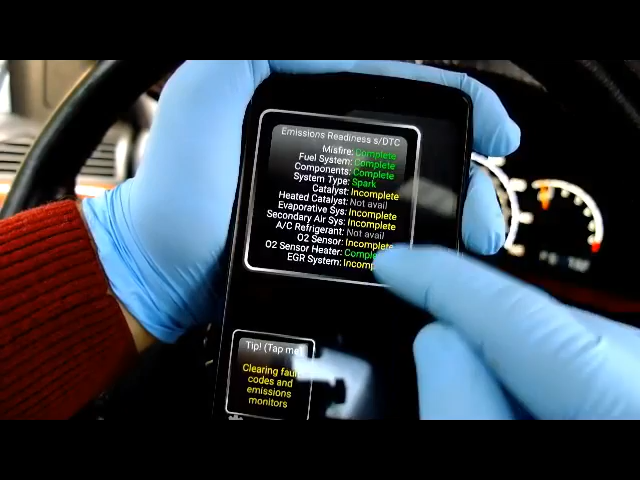 Emissions Readiness s/DTC
Misfire: Complete
Fuel System: Complete
Components: Complete
System Type: Spark
Catalyst: Incomplete
Heated Catalyst: Not avail
Evaporative Sys: Incomplete
Secondary Air Sys: Incomplete
A/C Refrigerant: Not avail
O2 Sensor: Incomplete
O2 Sensor Heater:
EGR System:
Tip! (Tap me)
Clearing fault
codes and
emissions
monitors